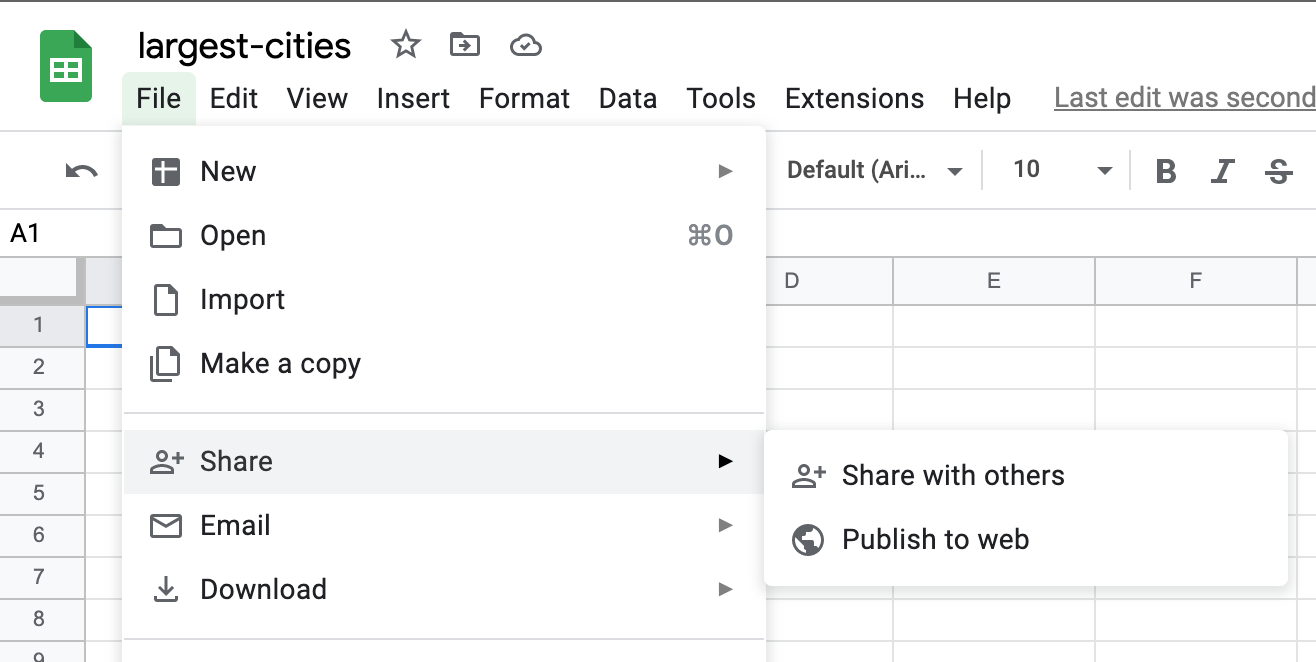 largest-cities
File Edit View Insert Format Data Tools Extensions Help Last edit was second
New
Default (Ari... 10 B I S
A1
Open ⌘O
D E F
Import
1
2
Make a copy
3
4
Share
Share with others
5
6
Email
Publish to web
7
Download
8
9